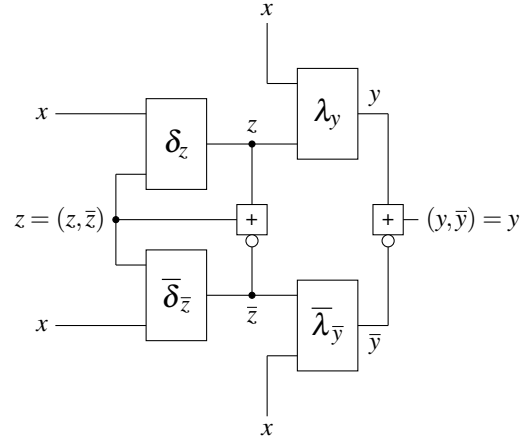 x
x
δ_z
z
λ_y
y
z = (z, z̄)
+
+
(y, ȳ) = y
x
δ̄_z̄
z̄
λ̄_ȳ
ȳ
x